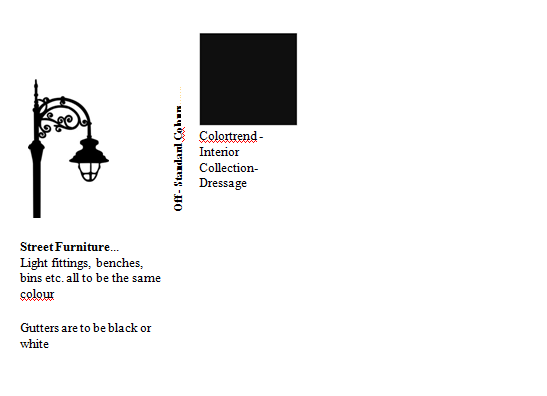 Off - Standard Colours .....
Colortrend -
Interior
Collection-
Dressage
Street Furniture...
Light fittings, benches,
bins etc. all to be the same
colour
Gutters are to be black or
white